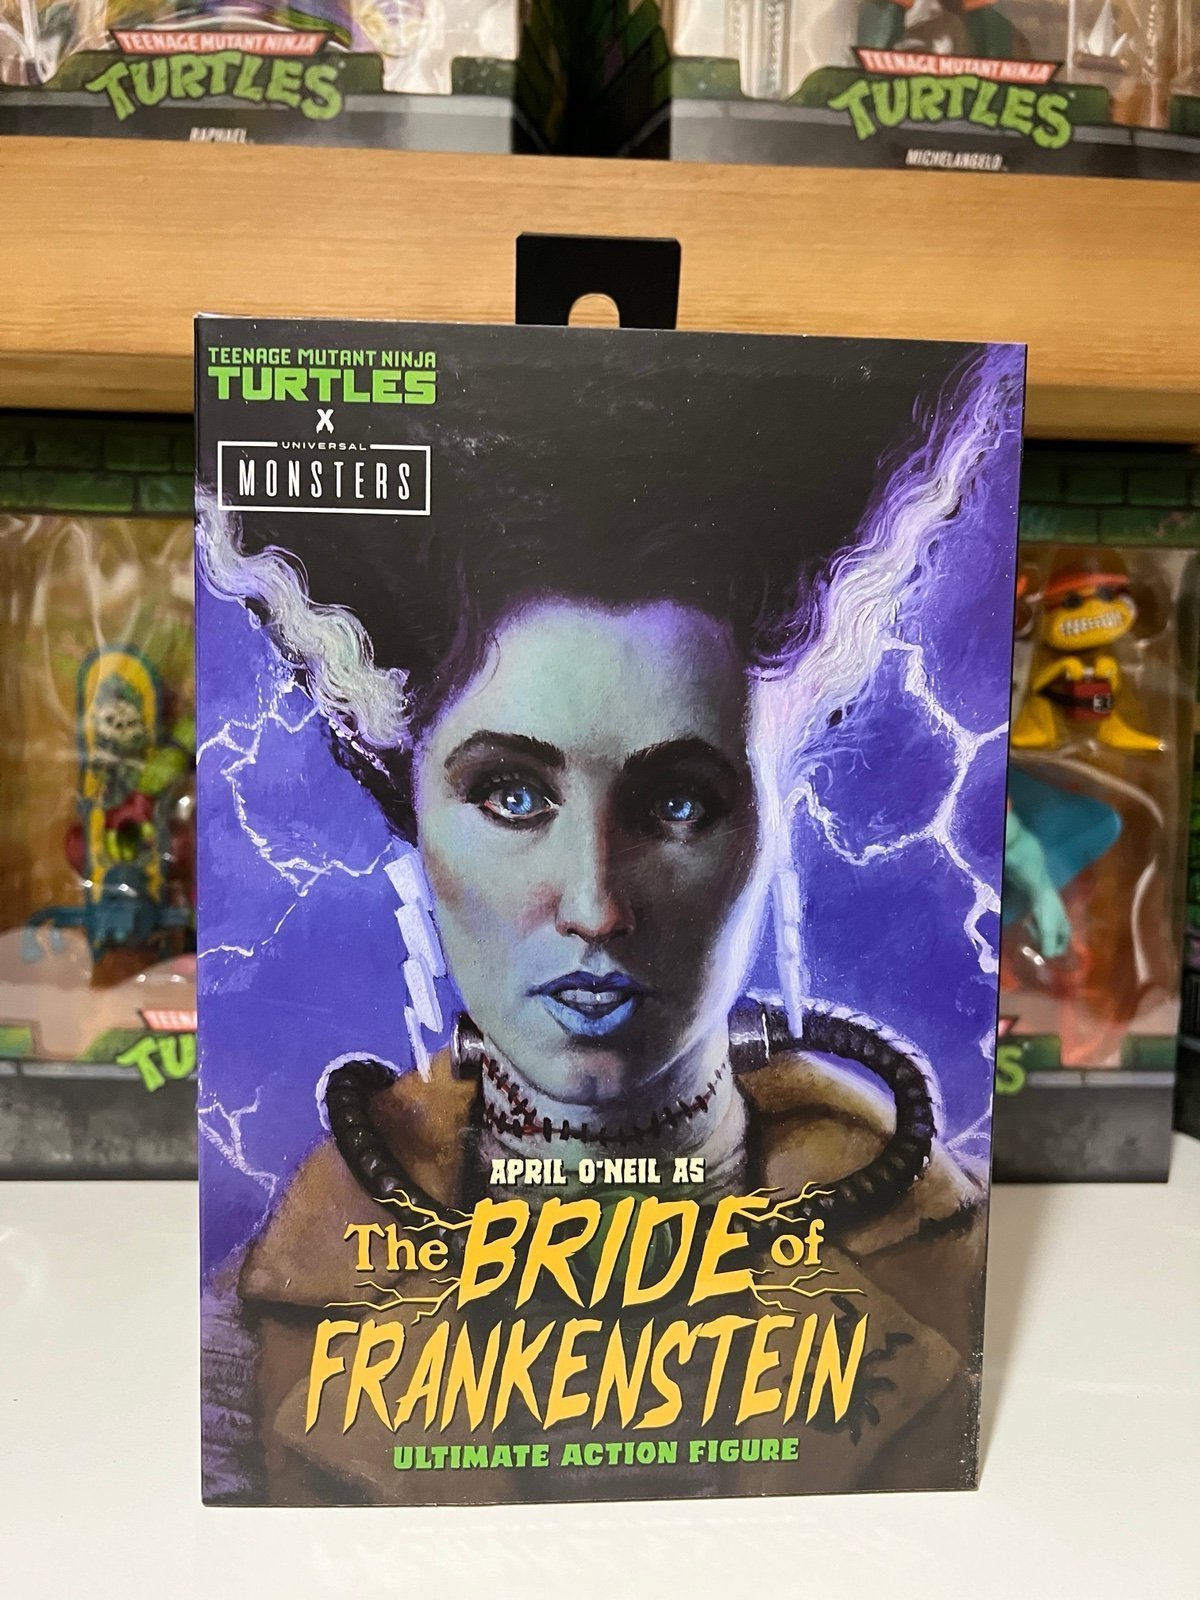 TEENAGE MUTANT NINJA
TURTLES
RAPHAEL
TEENAGE MUTANT NINJA
TURTLES
MICHELANGELO
TEENAGE MUTANT NINJA
TURTLES
X
UNIVERSAL
MONSTERS
APRIL O'NEIL AS
The BRIDE of
FRANKENSTEIN
ULTIMATE ACTION FIGURE